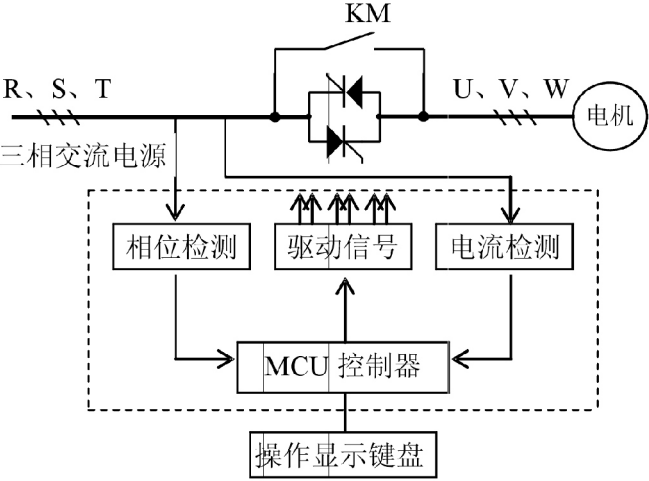 KM
R、S、T
U、V、W
电机
三相交流电源
相位检测
驱动信号
电流检测
MCU 控制器
操作显示键盘